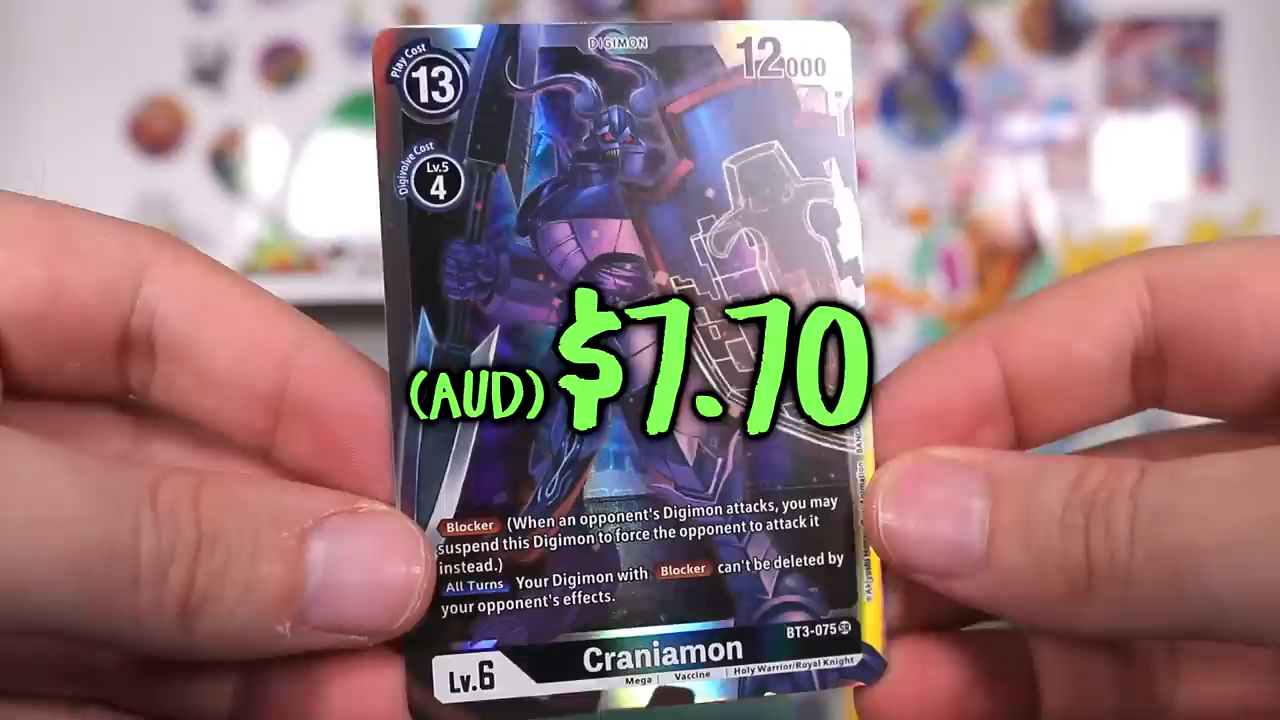 DIGIMON
Play Cost
13
12000
Digivolve Cost
Lv.5
4
(AUD) $7.70
Blocker (When an opponent's Digimon attacks, you may
suspend this Digimon to force the opponent to attack it
instead.)
All Turns Your Digimon with Blocker can't be deleted by
your opponent's effects.
BT3-075 SR
Craniamon
Lv.6
Mega | Vaccine | Holy Warrior/Royal Knight